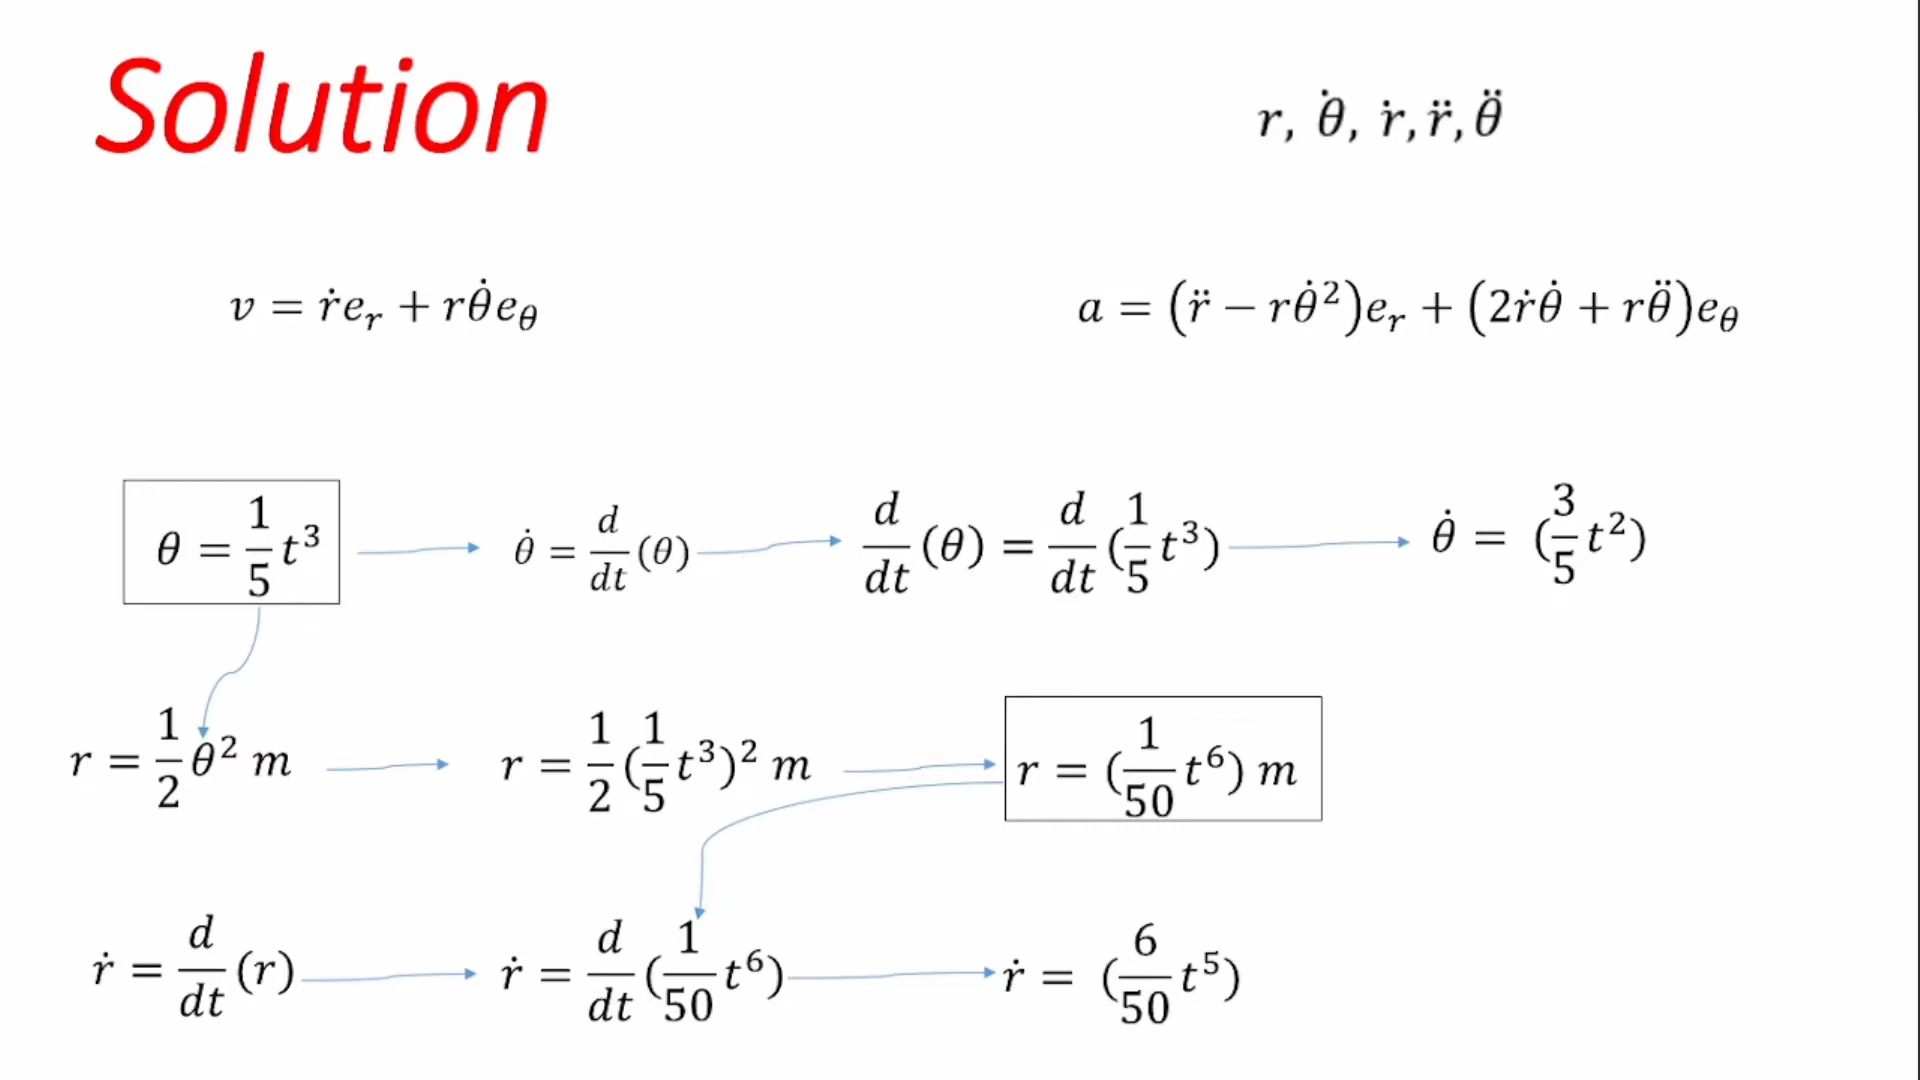 Solution
r, θ̇, ṙ, r̈, θ̈
v = ṙe_r + rθ̇e_θ
a = (r̈ − rθ̇²)e_r + (2ṙθ̇ + rθ̈)e_θ
θ = 1/5 t³
θ̇ = d/dt (θ)
d/dt (θ) = d/dt (1/5 t³)
θ̇ = (3/5 t²)
r = 1/2 θ² m
r = 1/2 (1/5 t³)² m
r = (1/50 t⁶) m
ṙ = d/dt (r)
ṙ = d/dt (1/50 t⁶)
ṙ = (6/50 t⁵)